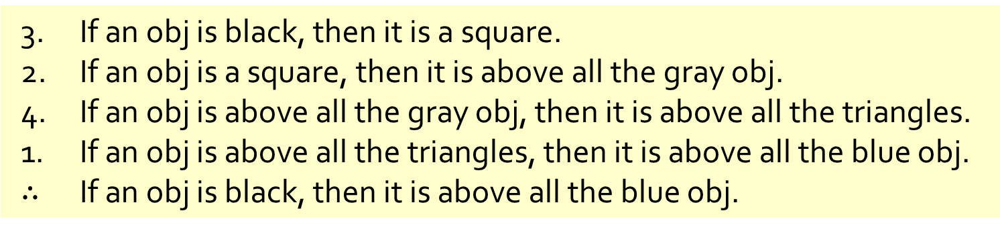 3. If an obj is black, then it is a square.
2. If an obj is a square, then it is above all the gray obj.
4. If an obj is above all the gray obj, then it is above all the triangles.
1. If an obj is above all the triangles, then it is above all the blue obj.
∴ If an obj is black, then it is above all the blue obj.